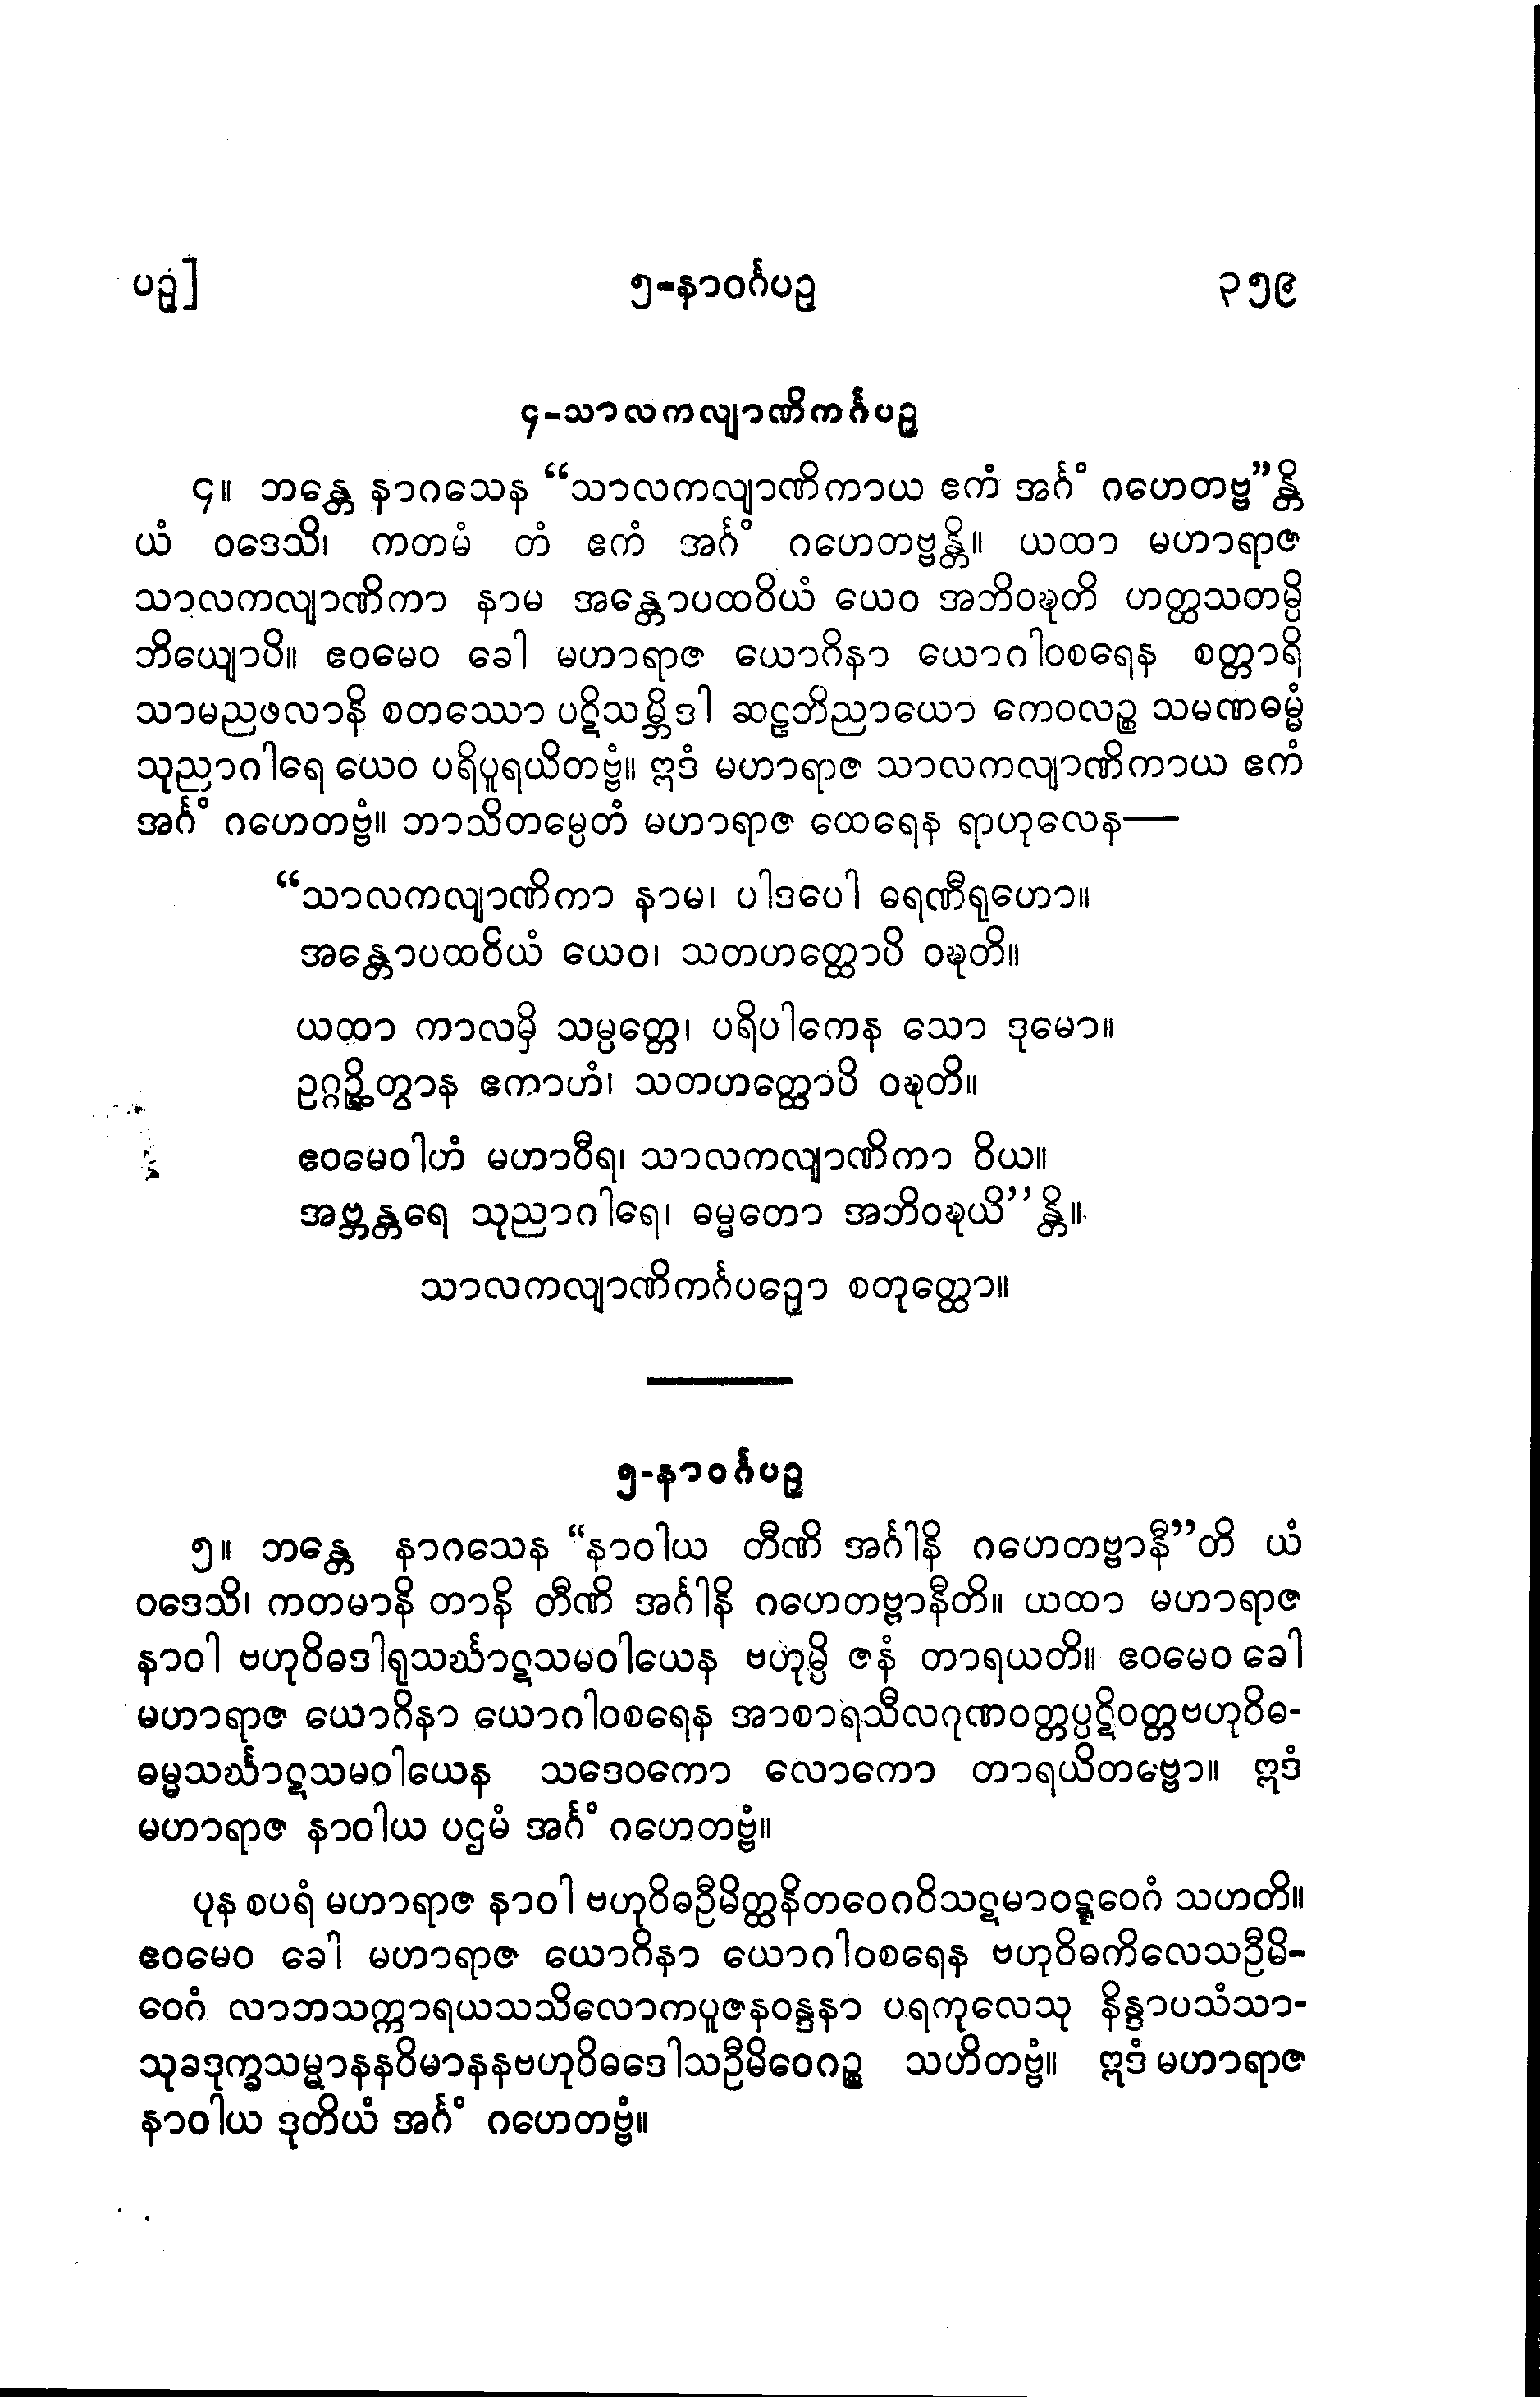 ပဉှ] ၅-နာဝင်္ဂပဉှ ၃၅၉
၄-သာလကလျာဏိကင်္ဂပဉှ
၄။ ဘန္တေ နာဂသေန “သာလကလျာဏိကာယ ဧကံ အင်္ဂံ ဂဟေတဗ္ဗ”န္တိ
ယံ ဝဒေသိ၊ ကတမံ တံ ဧကံ အင်္ဂံ ဂဟေတဗ္ဗန္တိ။ ယထာ မဟာရာဇ
သာလကလျာဏိကာ နာမ အန္တောပထဝိယံ ယေဝ အဘိဝဍ္ဎတိ ဟတ္ထသတမ္ပိ
ဘိယျောပိ။ ဧဝမေဝ ခေါ မဟာရာဇ ယောဂိနာ ယောဂါဝစရေန စတ္တာရိ
သာမညဖလာနိ စတဿော ပဋိသမ္ဘိဒါ ဆဠဘိညာယော ကေဝလဉ္စ သမဏဓမ္မံ
သုညာဂါရေ ယေဝ ပရိပူရယိတဗ္ဗံ။ ဣဒံ မဟာရာဇ သာလကလျာဏိကာယ ဧကံ
အင်္ဂံ ဂဟေတဗ္ဗံ။ ဘာသိတမ္ပေတံ မဟာရာဇ ထေရေန ရာဟုလေန—
“သာလကလျာဏိကာ နာမ၊ ပါဒပေါ ဓရဏီရုဟော။
အန္တောပထဝိယံ ယေဝ၊ သတဟတ္ထောပိ ဝဍ္ဎတိ။
ယထာ ကာလမှိ သမ္ပတ္တေ၊ ပရိပါကေန သော ဒုမော။
ဥဂ္ဂဉ္ဆိတွာန ဧကာဟံ၊ သတဟတ္ထောပိ ဝဍ္ဎတိ။
ဧဝမေဝါဟံ မဟာဝီရ၊ သာလကလျာဏိကာ ဝိယ။
အဗ္ဘန္တရေ သုညာဂါရေ၊ ဓမ္မတော အဘိဝဍ္ဎယိ”န္တိ။
သာလကလျာဏိကင်္ဂပဉှော စတုတ္ထော။
၅-နာဝင်္ဂပဉှ
၅။ ဘန္တေ နာဂသေန “နာဝါယ တီဏိ အင်္ဂါနိ ဂဟေတဗ္ဗာနီ”တိ ယံ
ဝဒေသိ၊ ကတမာနိ တာနိ တီဏိ အင်္ဂါနိ ဂဟေတဗ္ဗာနီတိ။ ယထာ မဟာရာဇ
နာဝါ ဗဟုဝိဓဒါရုသင်္ဃာဋသမဝါယေန ဗဟုမ္ပိ ဇနံ တာရယတိ။ ဧဝမေဝ ခေါ
မဟာရာဇ ယောဂိနာ ယောဂါဝစရေန အာစာရသီလဂုဏဝတ္တပ္ပဋိဝတ္တဗဟုဝိဓ-
ဓမ္မသင်္ဃာဋသမဝါယေန သဒေဝကော လောကော တာရယိတဗ္ဗော။ ဣဒံ
မဟာရာဇ နာဝါယ ပဌမံ အင်္ဂံ ဂဟေတဗ္ဗံ။
ပုန စပရံ မဟာရာဇ နာဝါ ဗဟုဝိဓဦမိတ္ထနိတဝေဂဝိသဋမာဝဋ္ဋဝေဂံ သဟတိ။
ဧဝမေဝ ခေါ မဟာရာဇ ယောဂိနာ ယောဂါဝစရေန ဗဟုဝိဓကိလေသဦမိ-
ဝေဂံ လာဘသက္ကာရယသသိလောကပူဇနဝန္ဒနာ ပရကုလေသု နိန္ဒာပသံသာ-
သုခဒုက္ခသမ္မာနနဝိမာနနဗဟုဝိဓဒေါသဦမိဝေဂဉ္စ သဟိတဗ္ဗံ။ ဣဒံ မဟာရာဇ
နာဝါယ ဒုတိယံ အင်္ဂံ ဂဟေတဗ္ဗံ။